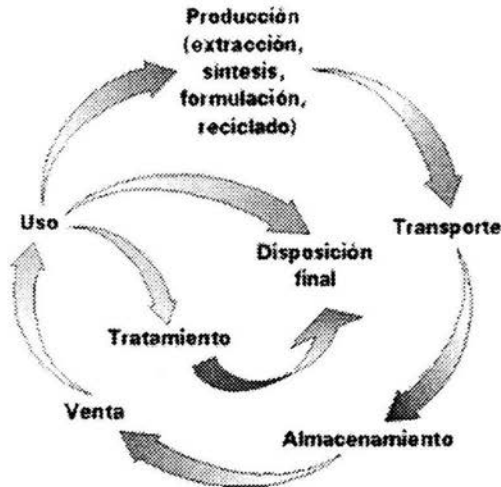 Producción
(extracción,
síntesis,
formulación,
reciclado)
Uso
Transporte
Disposición
final
Tratamiento
Venta
Almacenamiento